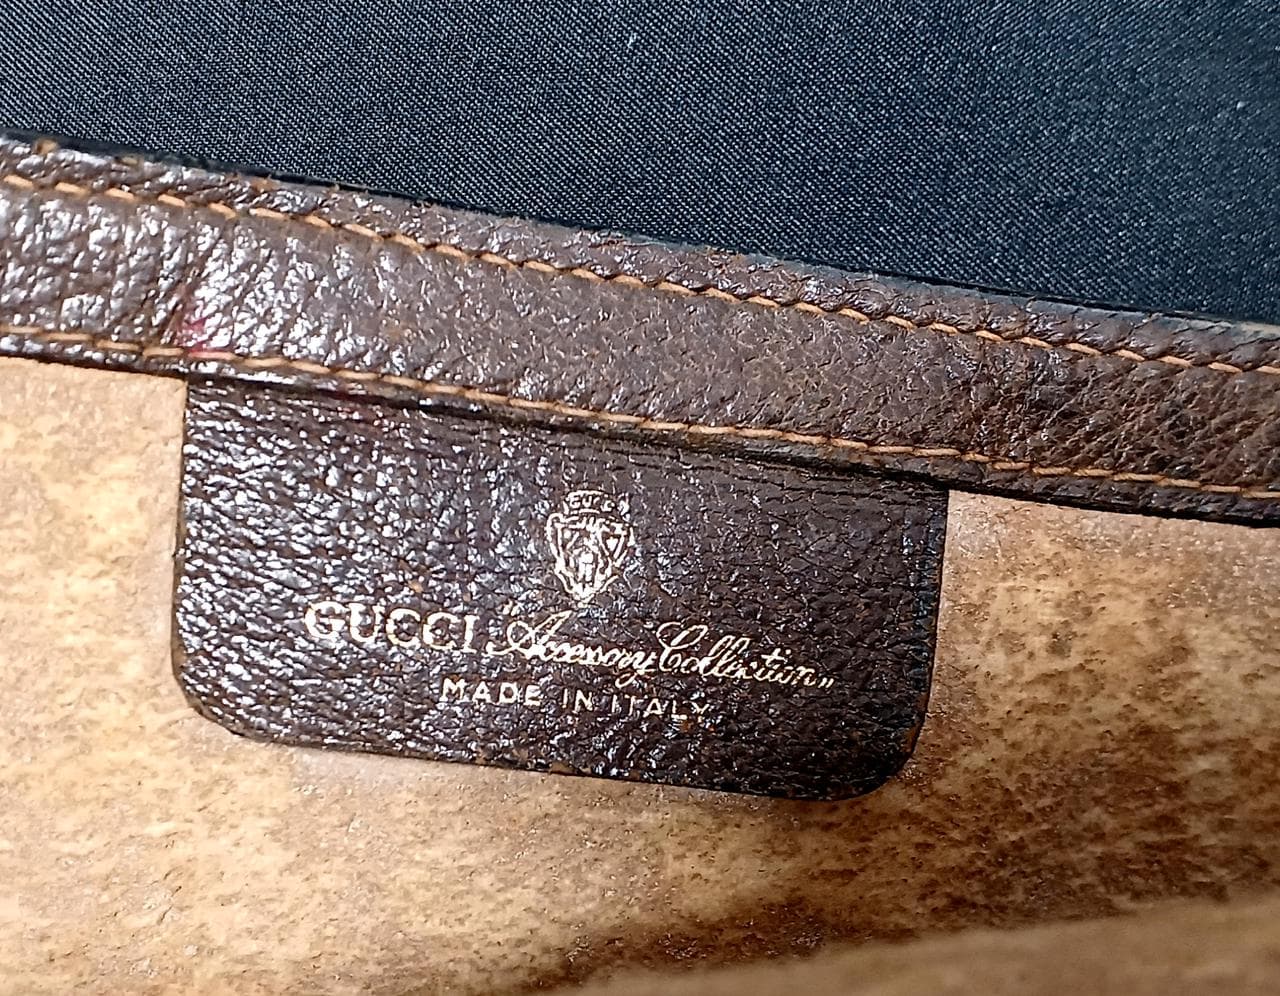 GUCCI "Accessory Collection„
MADE IN ITALY